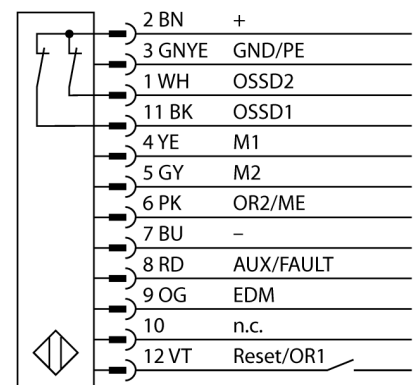 2 BN +
3 GNYE GND/PE
1 WH OSSD2
11 BK OSSD1
4 YE M1
5 GY M2
6 PK OR2/ME
7 BU –
8 RD AUX/FAULT
9 OG EDM
10 n.c.
12 VT Reset/OR1